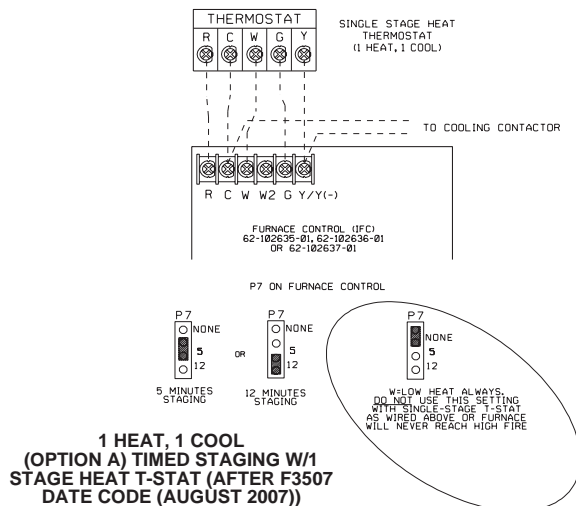 THERMOSTAT
R C W G Y
SINGLE STAGE HEAT
THERMOSTAT
(1 HEAT, 1 COOL)
TO COOLING CONTACTOR
R C W W2 G Y/Y(-)
FURNACE CONTROL (IFC)
62-102635-01, 62-102636-01
OR 62-102637-01
P7 ON FURNACE CONTROL
P7
NONE
5
12
5 MINUTES
STAGING
OR
P7
NONE
5
12
12 MINUTES
STAGING
P7
NONE
5
12
W=LOW HEAT ALWAYS.
DO NOT USE THIS SETTING
WITH SINGLE-STAGE T-STAT
AS WIRED ABOVE OR FURNACE
WILL NEVER REACH HIGH FIRE
1 HEAT, 1 COOL
(OPTION A) TIMED STAGING W/1
STAGE HEAT T-STAT (AFTER F3507
DATE CODE (AUGUST 2007))